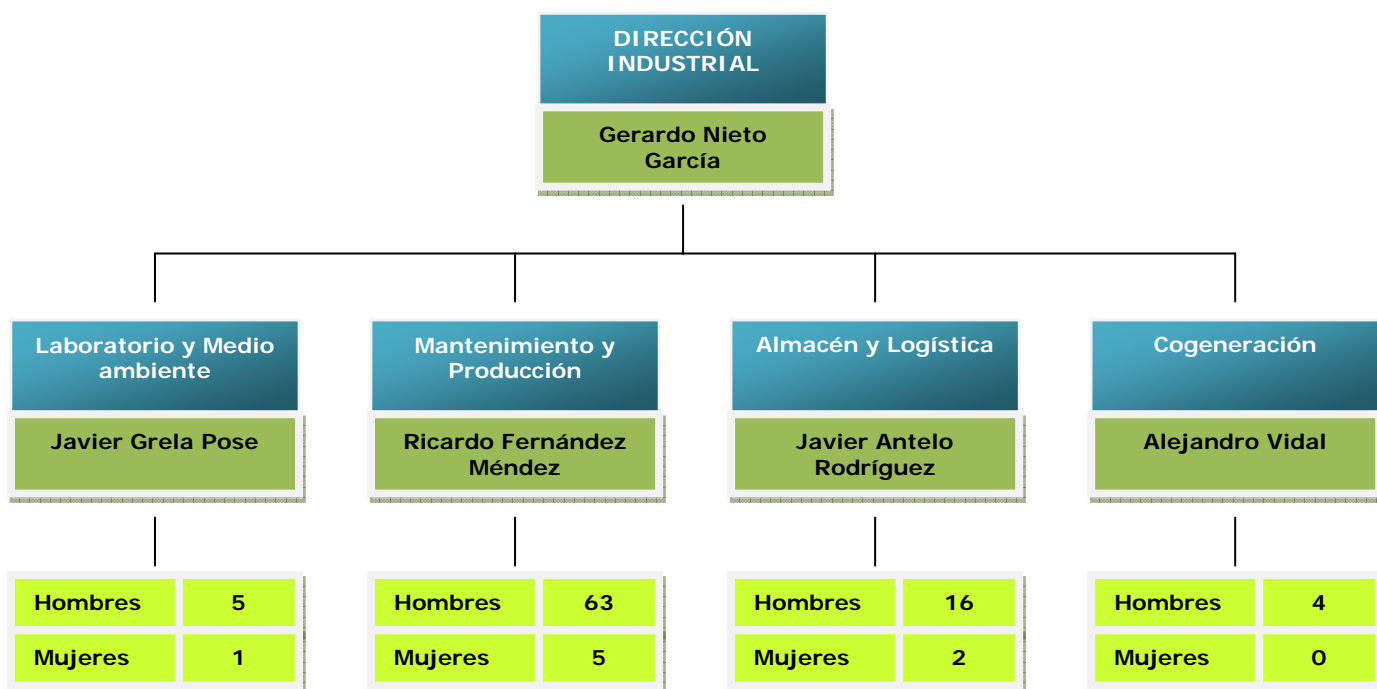 DIRECCIÓN
INDUSTRIAL
Gerardo Nieto
García
Laboratorio y Medio
ambiente
Javier Grela Pose
Hombres 5
Mujeres 1
Mantenimiento y
Producción
Ricardo Fernández
Méndez
Hombres 63
Mujeres 5
Almacén y Logística
Javier Antelo
Rodríguez
Hombres 16
Mujeres 2
Cogeneración
Alejandro Vidal
Hombres 4
Mujeres 0